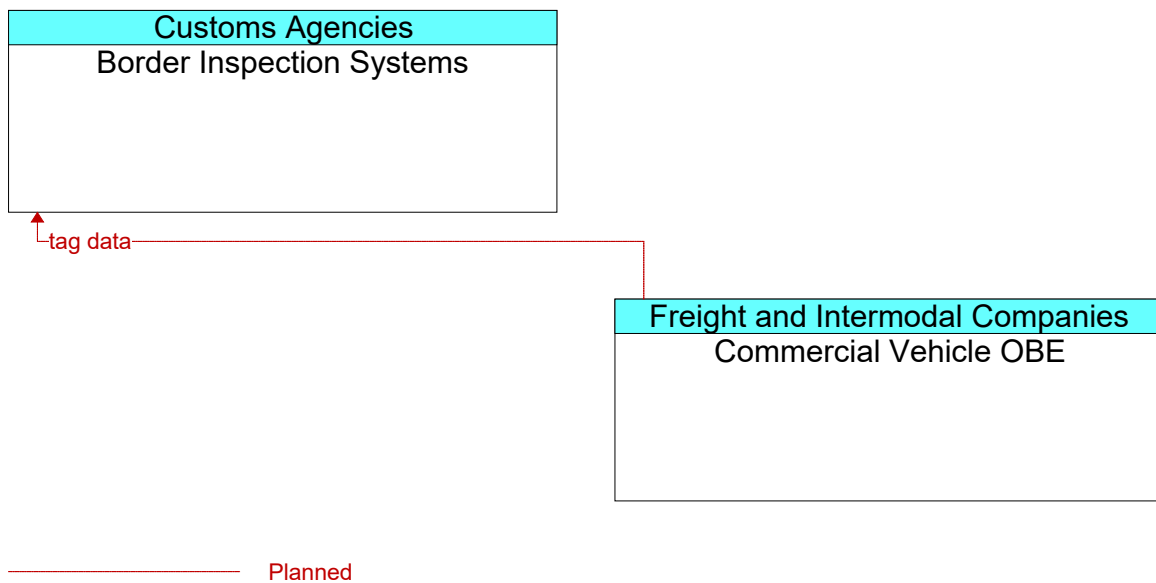 Customs Agencies
Border Inspection Systems
tag data
Freight and Intermodal Companies
Commercial Vehicle OBE
Planned